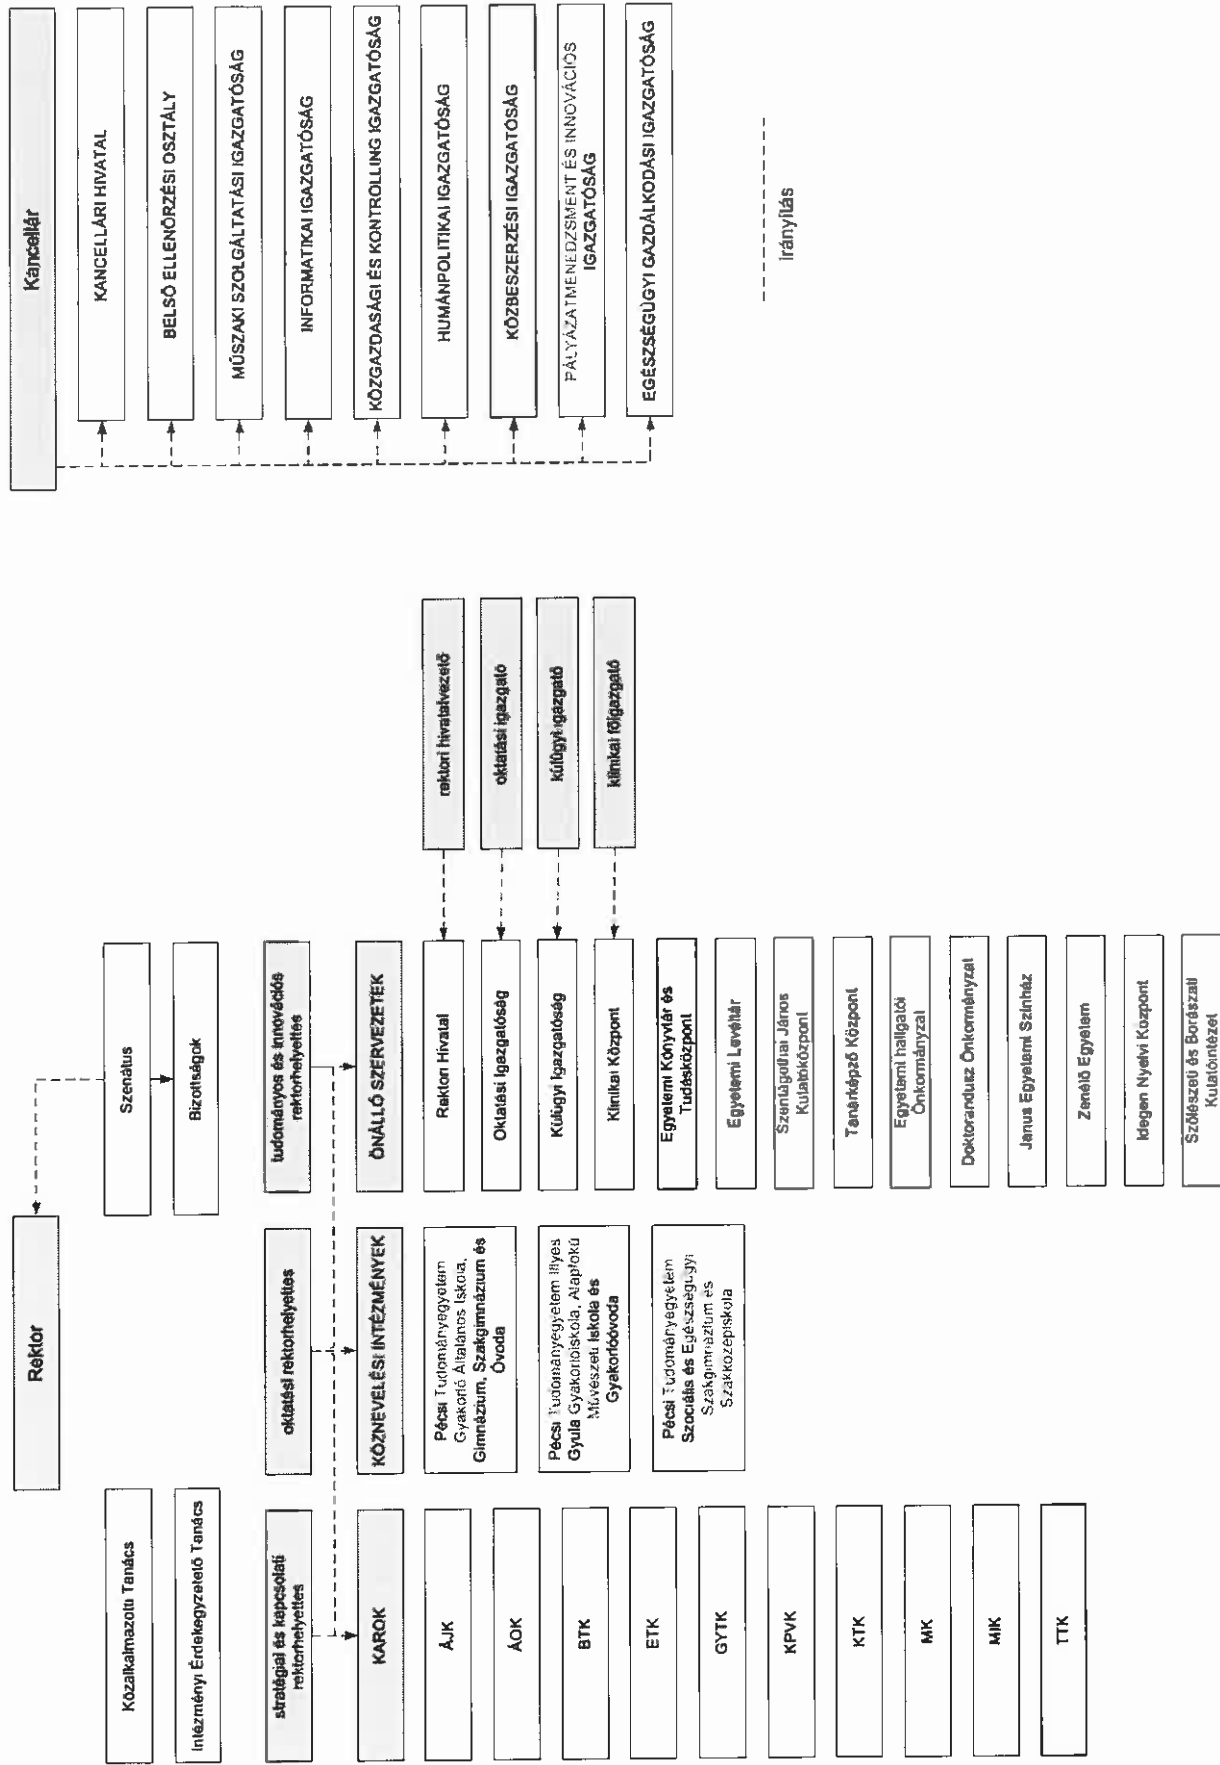 Rektor
Kancellár
Közalkalmazotti Tanács
Intézményi Érdekegyzető Tanács
Szenátus
Bizottságok
stratégiai és kapcsolati
rektorhelyettes
oktatási rektorhelyettes
tudományos és innovációs
rektorhelyettes
KAROK
ÁJK
ÁOK
BTK
ETK
GYTK
KPVK
KTK
MK
MIK
TTK
KÖZNEVELÉSI INTÉZMÉNYEK
Pécsi Tudományegyetem
Gyakorló Általános Iskola,
Gimnázium, Szakgimnázium és
Óvoda
Pécsi Tudományegyetem Illyés
Gyula Gyakorlóiskola, Alapfokú
Művészeti Iskola és
Gyakorlóóvoda
Pécsi Tudományegyetem
Szociális és Egészségügyi
Szakgimnázium és
Szakközépiskola
ÖNÁLLÓ SZERVEZETEK
Rektori Hivatal
Oktatási Igazgatóság
Külügyi Igazgatóság
Klinikai Központ
Egyetemi Könyvtár és
Tudásközpont
Egyetemi Levéltár
Szentágothai János
Kutatóközpont
Tanárképző Központ
Egyetemi hallgatói
Önkormányzat
Doktorandusz Önkormányzat
Janus Egyetemi Színház
Zenélő Egyetem
Idegen Nyelvi Központ
Szőlészeti és Borászati
Kutatóintézet
rektori hivatalvezető
oktatási igazgató
külügyi igazgató
klinikai főigazgató
KANCELLÁRI HIVATAL
BELSŐ ELLENŐRZÉSI OSZTÁLY
MŰSZAKI SZOLGÁLTATÁSI IGAZGATÓSÁG
INFORMATIKAI IGAZGATÓSÁG
KÖZGAZDASÁGI ÉS KONTROLLING IGAZGATÓSÁG
HUMÁNPOLITIKAI IGAZGATÓSÁG
KÖZBESZERZÉSI IGAZGATÓSÁG
PÁLYÁZATMENEDZSMENT ÉS INNOVÁCIÓS
IGAZGATÓSÁG
EGÉSZSÉGÜGYI GAZDÁLKODÁSI IGAZGATÓSÁG
irányítás